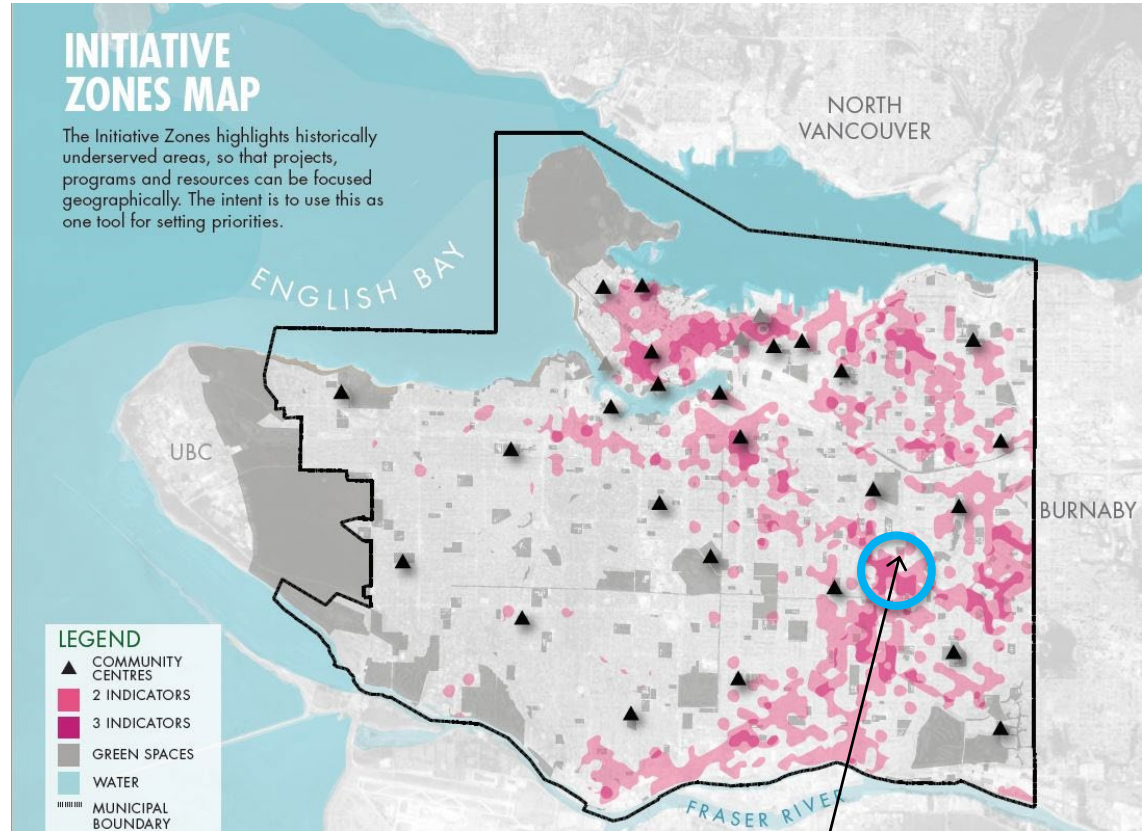 INITIATIVE
ZONES MAP
The Initiative Zones highlights historically
underserved areas, so that projects,
programs and resources can be focused
geographically. The intent is to use this as
one tool for setting priorities.
NORTH
VANCOUVER
ENGLISH BAY
UBC
BURNABY
LEGEND
COMMUNITY
CENTRES
2 INDICATORS
3 INDICATORS
GREEN SPACES
WATER
MUNICIPAL
BOUNDARY
FRASER RIVER